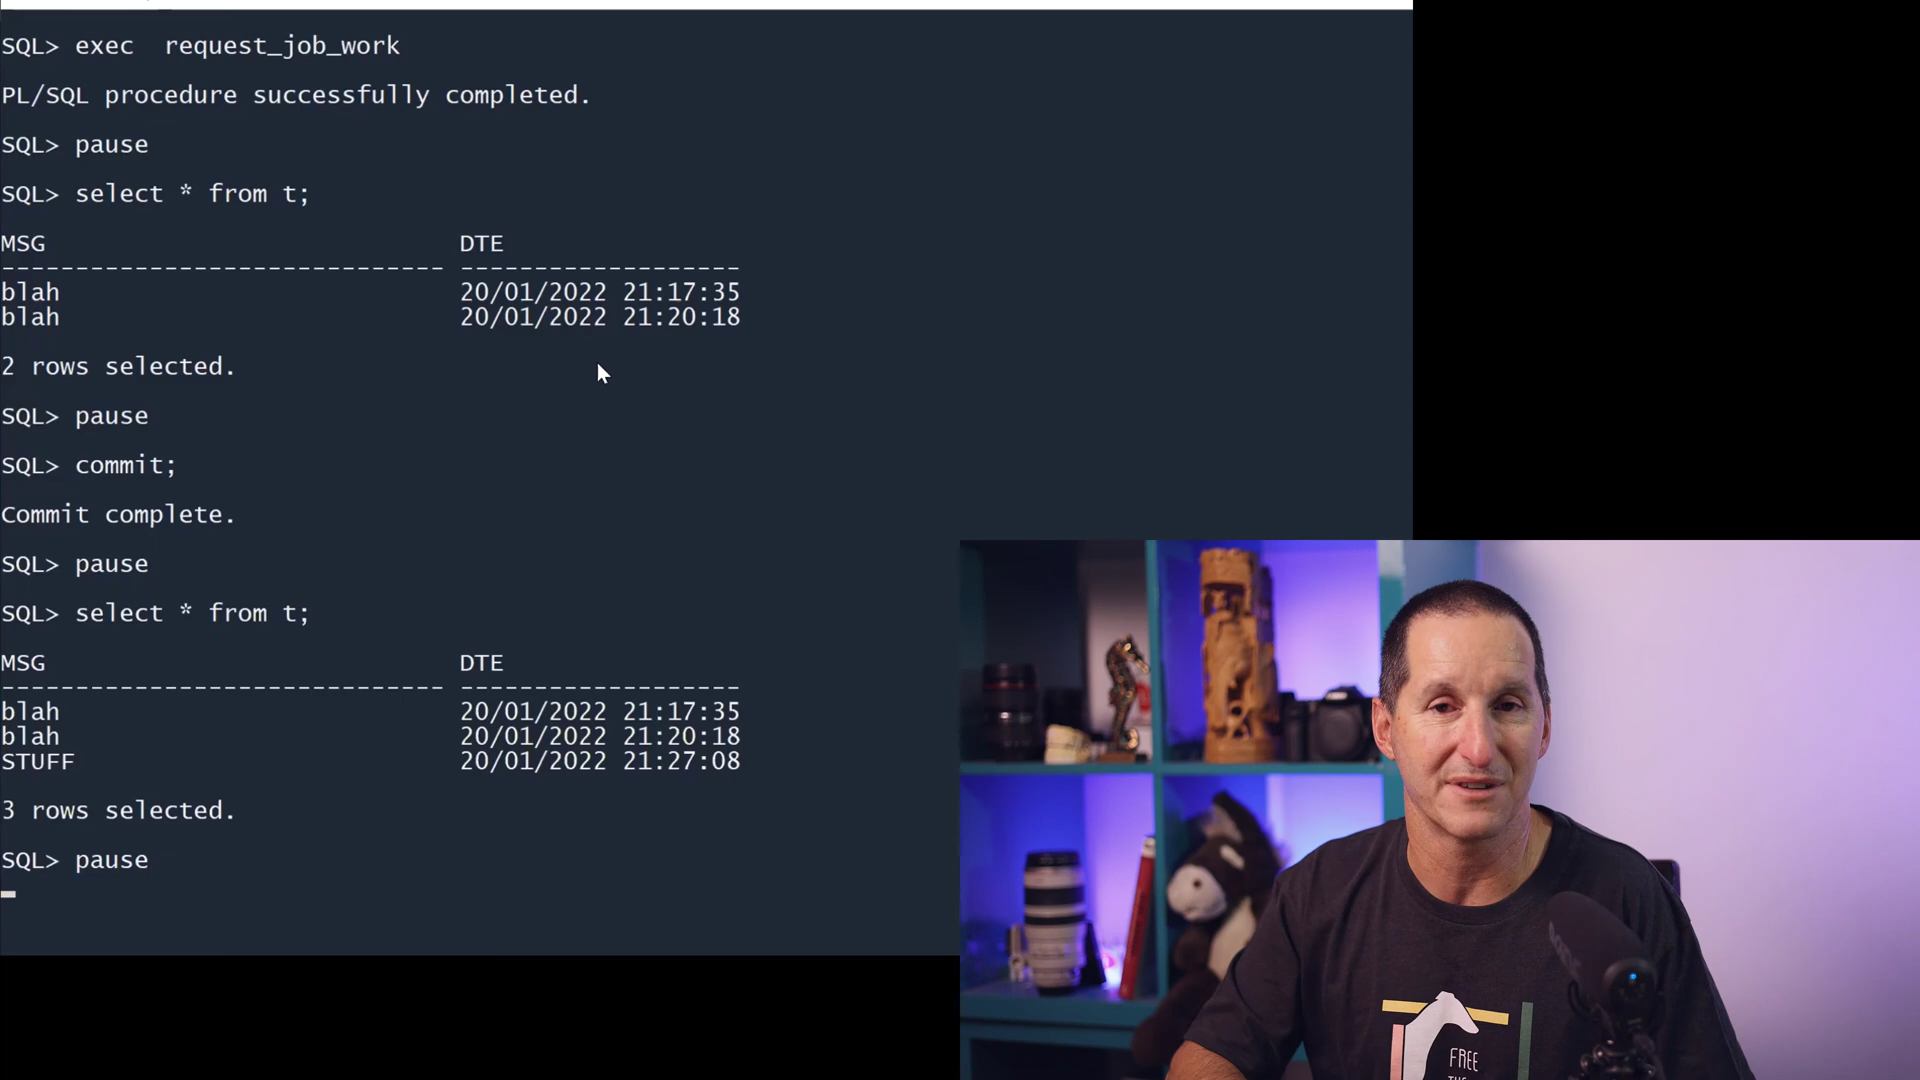 SQL> exec  request_job_work
PL/SQL procedure successfully completed.
SQL> pause
SQL> select * from t;
MSG                            DTE
------------------------------ -------------------
blah                           20/01/2022 21:17:35
blah                           20/01/2022 21:20:18
2 rows selected.
SQL> pause
SQL> commit;
Commit complete.
SQL> pause
SQL> select * from t;
MSG                            DTE
------------------------------ -------------------
blah                           20/01/2022 21:17:35
blah                           20/01/2022 21:20:18
STUFF                          20/01/2022 21:27:08
3 rows selected.
SQL> pause
FREE